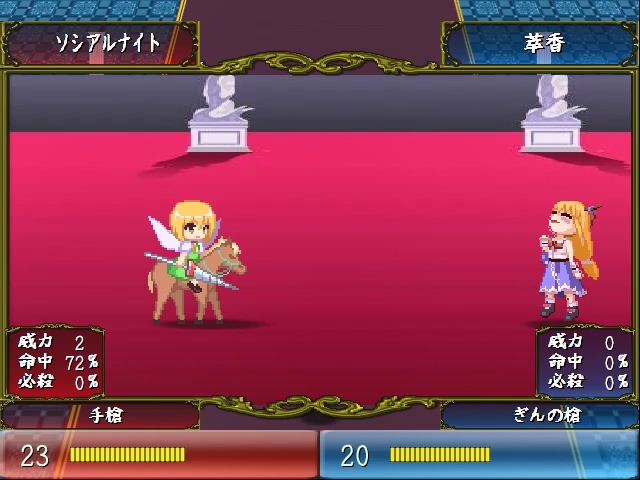 ソシアルナイト
萃香
威力 2
命中 72%
必殺 0%
威力 0
命中 0%
必殺 0%
手槍
ぎんの槍
23
20